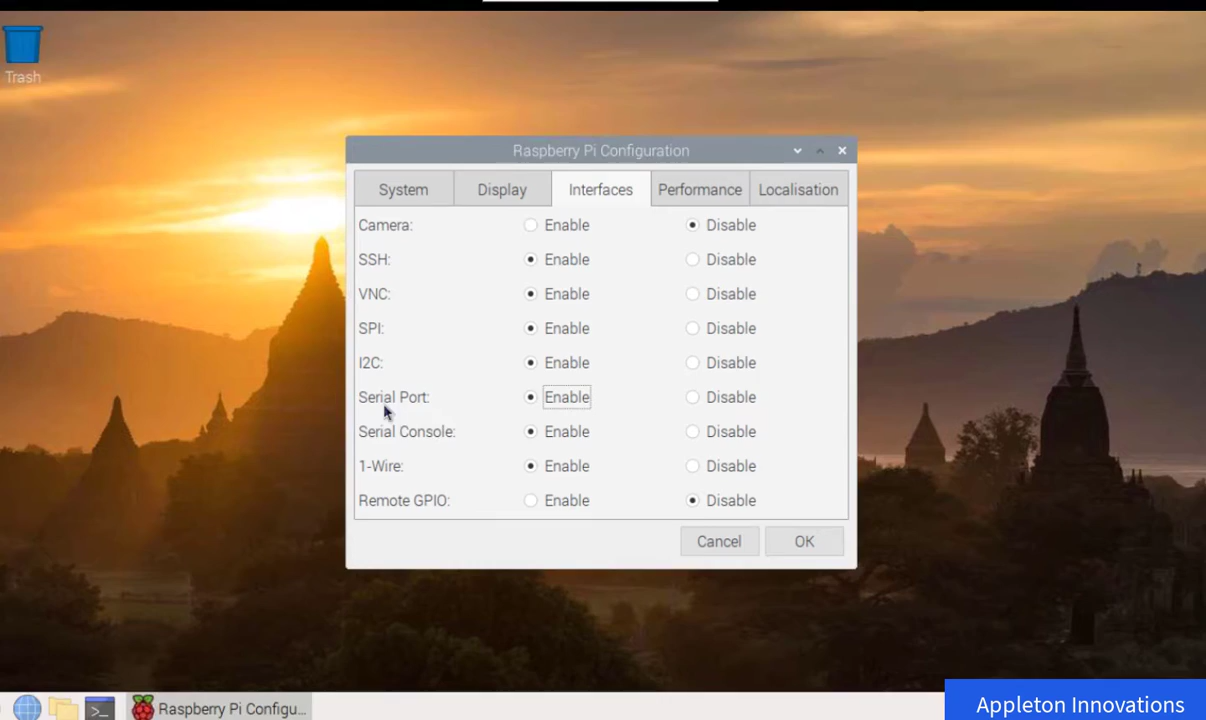 Trash
Raspberry Pi Configuration
System Display Interfaces Performance Localisation
Camera: Enable Disable
SSH: Enable Disable
VNC: Enable Disable
SPI: Enable Disable
I2C: Enable Disable
Serial Port: Enable Disable
Serial Console: Enable Disable
1-Wire: Enable Disable
Remote GPIO: Enable Disable
Cancel OK
>_ Raspberry Pi Configu... Appleton Innovations